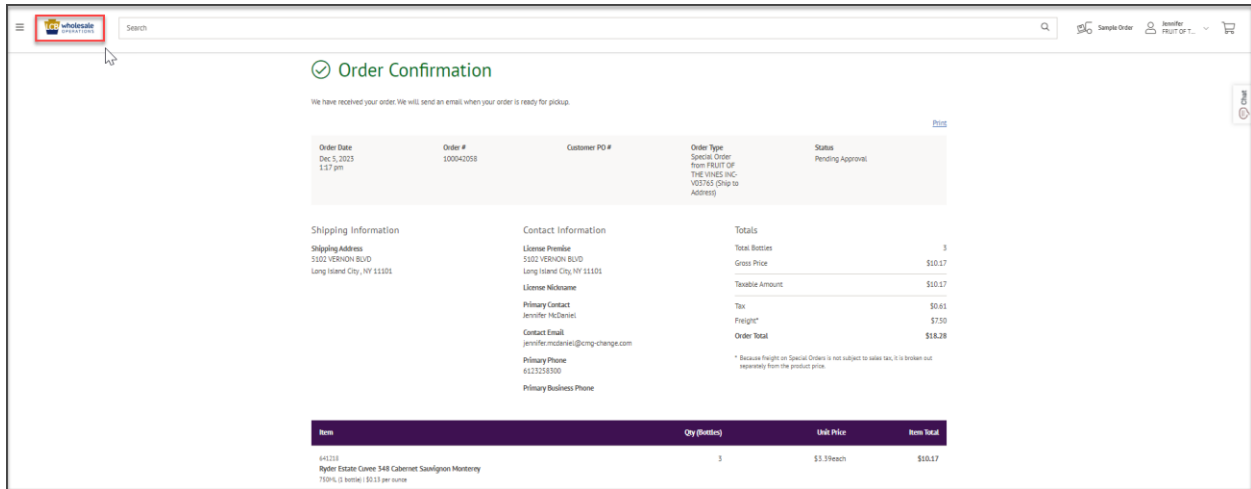 LCB wholesale
OPERATIONS
Search
Sample Order
Jennifer
FRUIT OF T...
Chat
Order Confirmation
We have received your order. We will send an email when your order is ready for pickup.
Print
Order Date
Dec 5, 2023
1:17 pm
Order #
100042058
Customer PO #
Order Type
Special Order
from FRUIT OF
THE VINES INC-
V03765 (Ship to
Address)
Status
Pending Approval
Shipping Information
Shipping Address
5102 VERNON BLVD
Long Island City , NY 11101
Contact Information
License Premise
5102 VERNON BLVD
Long Island City, NY 11101
License Nickname
Primary Contact
Jennifer McDaniel
Contact Email
jennifer.mcdaniel@cmg-change.com
Primary Phone
6123258300
Primary Business Phone
Totals
Total Bottles 3
Gross Price $10.17
Taxable Amount $10.17
Tax $0.61
Freight* $7.50
Order Total $18.28
* Because freight on Special Orders is not subject to sales tax, it is broken out
separately from the product price.
Item Qty (Bottles) Unit Price Item Total
641218
Ryder Estate Cuvee 348 Cabernet Sauvignon Monterey
750ML (1 bottle) | $0.13 per ounce
3 $3.39each $10.17